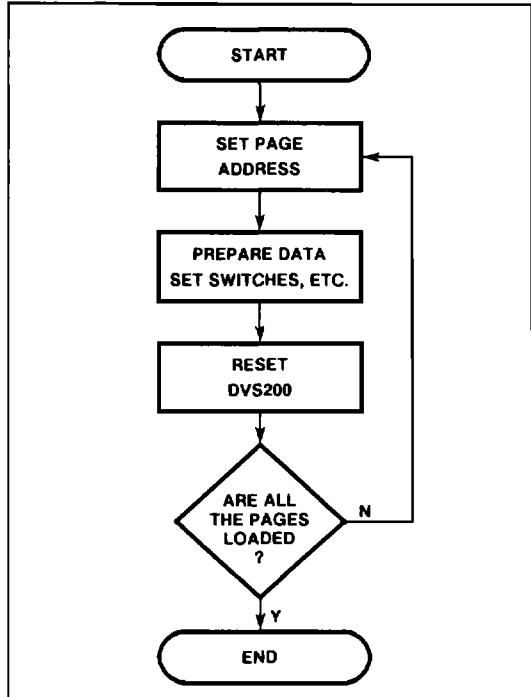 START
SET PAGE
ADDRESS
PREPARE DATA
SET SWITCHES, ETC.
RESET
DVS200
ARE ALL
THE PAGES
LOADED
?
N
Y
END